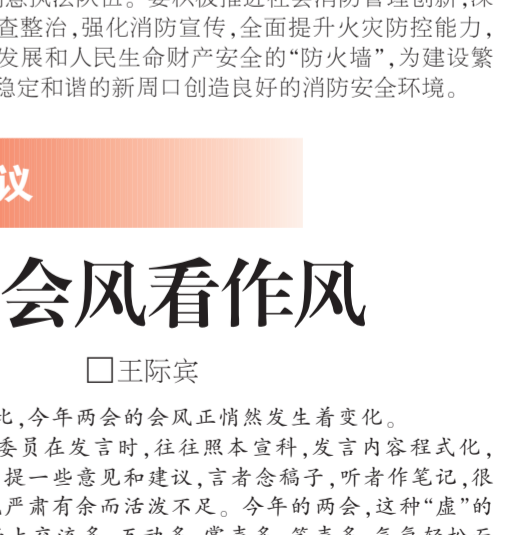 查整治,强化消防宣传,全面提升火灾防控能力,
发展和人民生命财产安全的“防火墙”,为建设繁
稳定和谐的新周口创造良好的消防安全环境。
议
会风看作风
□王际宾
比,今年两会的会风正悄然发生着变化。
委员在发言时,往往照本宣科,发言内容程式化,
提一些意见和建议,言者念稿子,听者作笔记,很
严肃有余而活泼不足。今年的两会,这种“虚”的